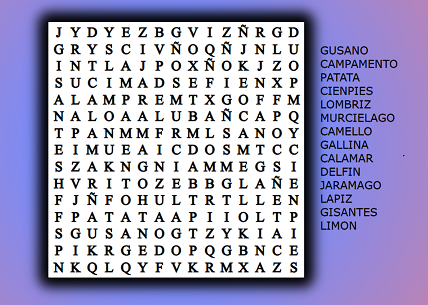 J Y D Y E Z B G V I Z Ñ R G D
G R Y S C I V Ñ O Q Ñ J N L U
I N T L A J P O X Ñ O K J Z O
S U C I M A D S E F I E N X P
A L A M P R E M T X G O F F M
N A L O A A L U B A Ñ C A P Q
T P A N M M F R M L S A N O Y
E I M U E A I C D O S M T C C
S Z A K N G N I A M M E G S I
H V R I T O Z E B B G L A Ñ E
F J Ñ F O H U L T R T L L E N
F P A T A T A A P I I O L T P
S G U S A N O G T Z Y K I A I
P I K R G E D O P Q G B N C E
N K Q L Q Y F V K R M X A Z S
GUSANO
CAMPAMENTO
PATATA
CIENPIES
LOMBRIZ
MURCIELAGO
CAMELLO
GALLINA
CALAMAR
DELFIN
JARAMAGO
LAPIZ
GISANTES
LIMON